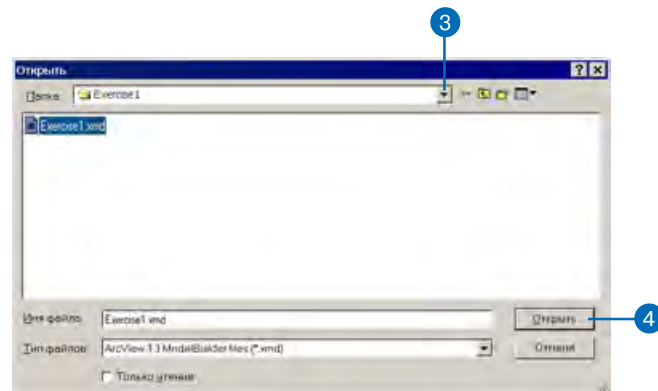 3
Открыть
Папка: Exercise1
Exercise1.xmd
Имя файла: Exercise1.xmd
Открыть
4
Тип файлов: ArcView 1.3 ModelBuilder files (*.xmd)
Отмена
Только чтение